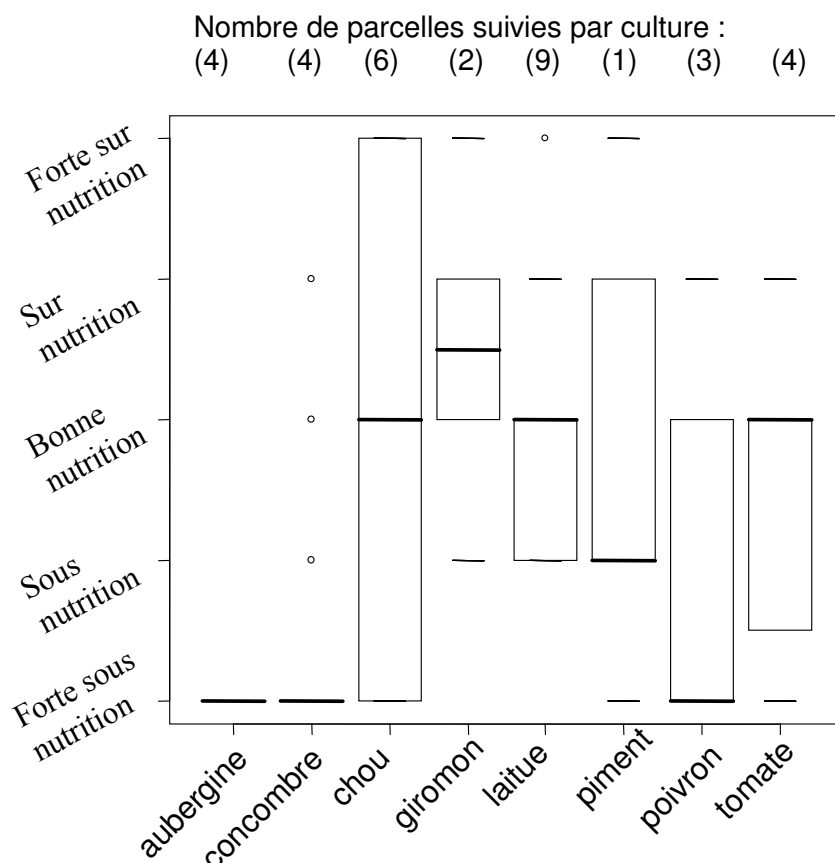 Nombre de parcelles suivies par culture :
(4) (4) (6) (2) (9) (1) (3) (4)
Forte sur
nutrition
Sur
nutrition
Bonne
nutrition
Sous
nutrition
Forte sous
nutrition
aubergine
concombre
chou
giromon
laitue
piment
poivron
tomate